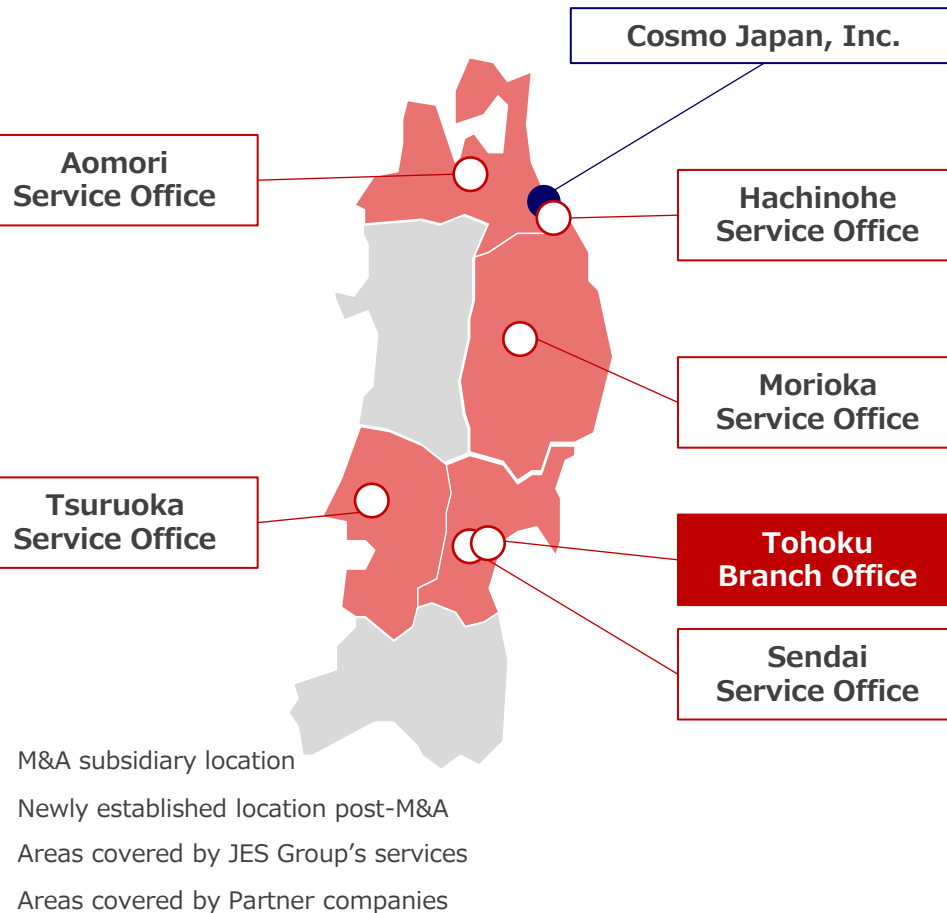 Cosmo Japan, Inc.
Aomori
Service Office
Hachinohe
Service Office
Morioka
Service Office
Tsuruoka
Service Office
Tohoku
Branch Office
Sendai
Service Office
M&A subsidiary location
Newly established location post-M&A
Areas covered by JES Group’s services
Areas covered by Partner companies